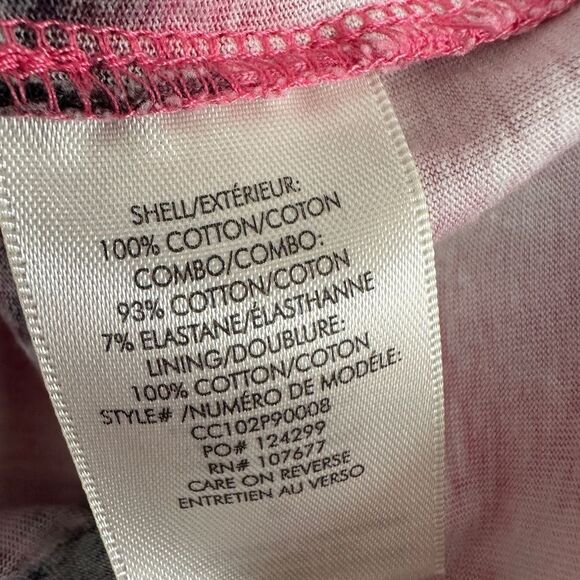 SHELL/EXTÉRIEUR:
100% COTTON/COTON
COMBO/COMBO:
93% COTTON/COTON
7% ELASTANE/ÉLASTHANNE
LINING/DOUBLURE:
100% COTTON/COTON
STYLE# /NUMÉRO DE MODÈLE:
CC102P90008
PO# 124299
RN# 107677
CARE ON REVERSE
ENTRETIEN AU VERSO